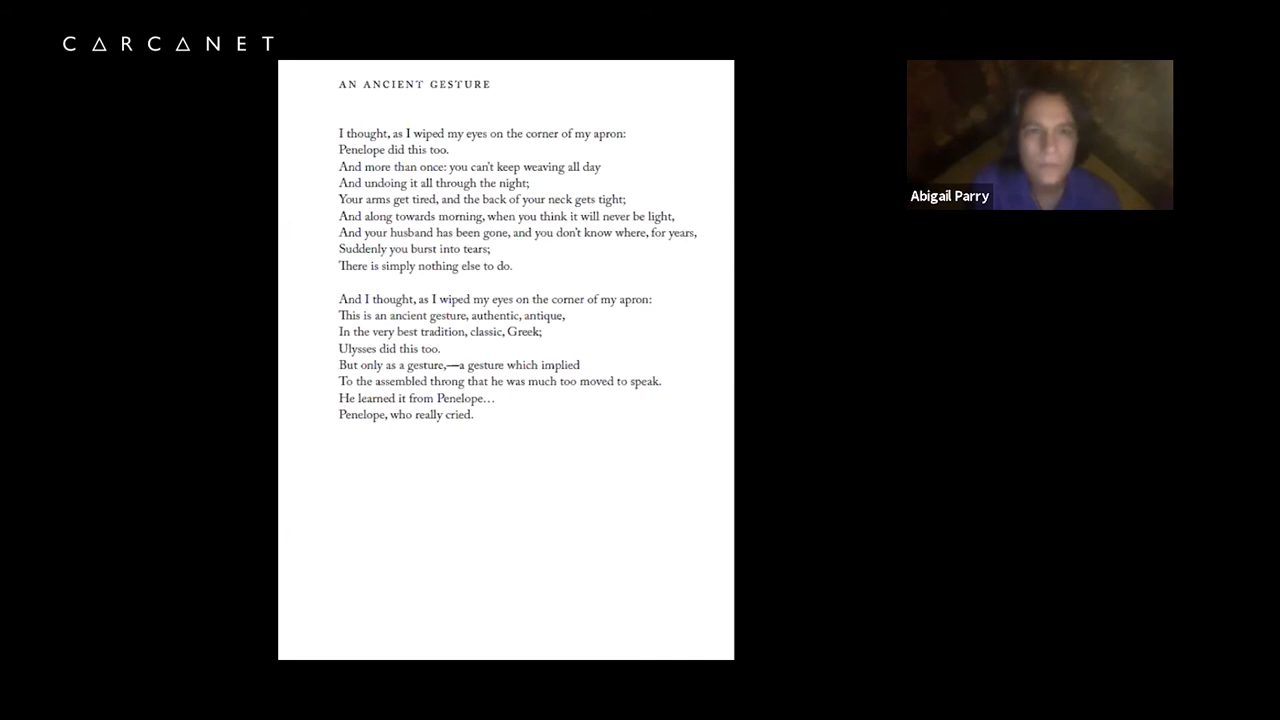 CARCANET
AN ANCIENT GESTURE
I thought, as I wiped my eyes on the corner of my apron:
Penelope did this too.
And more than once: you can't keep weaving all day
And undoing it all through the night;
Your arms get tired, and the back of your neck gets tight;
And along towards morning, when you think it will never be light,
And your husband has been gone, and you don't know where, for years,
Suddenly you burst into tears;
There is simply nothing else to do.
And I thought, as I wiped my eyes on the corner of my apron:
This is an ancient gesture, authentic, antique,
In the very best tradition, classic, Greek;
Ulysses did this too.
But only as a gesture,—a gesture which implied
To the assembled throng that he was much too moved to speak.
He learned it from Penelope…
Penelope, who really cried.
Abigail Parry